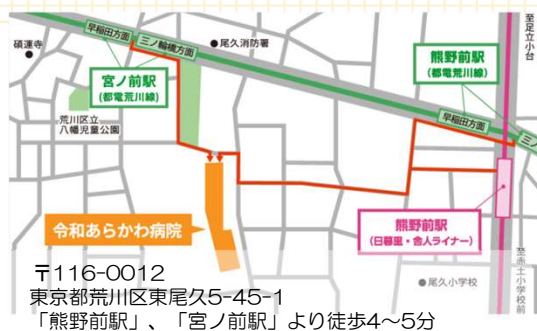 早稲田方面
三ノ輪橋方面
碩運寺
尾久消防署
宮ノ前駅
(都電荒川線)
熊野前駅
(都電荒川線)
至足立小台
荒川区立
八幡児童公園
早稲田方面
三ノ
令和あらかわ病院
熊野前駅
(日暮里・舎人ライナー)
至赤土小学校前
尾久小学校
〒116-0012
東京都荒川区東尾久5-45-1
「熊野前駅」、「宮ノ前駅」より徒歩4～5分